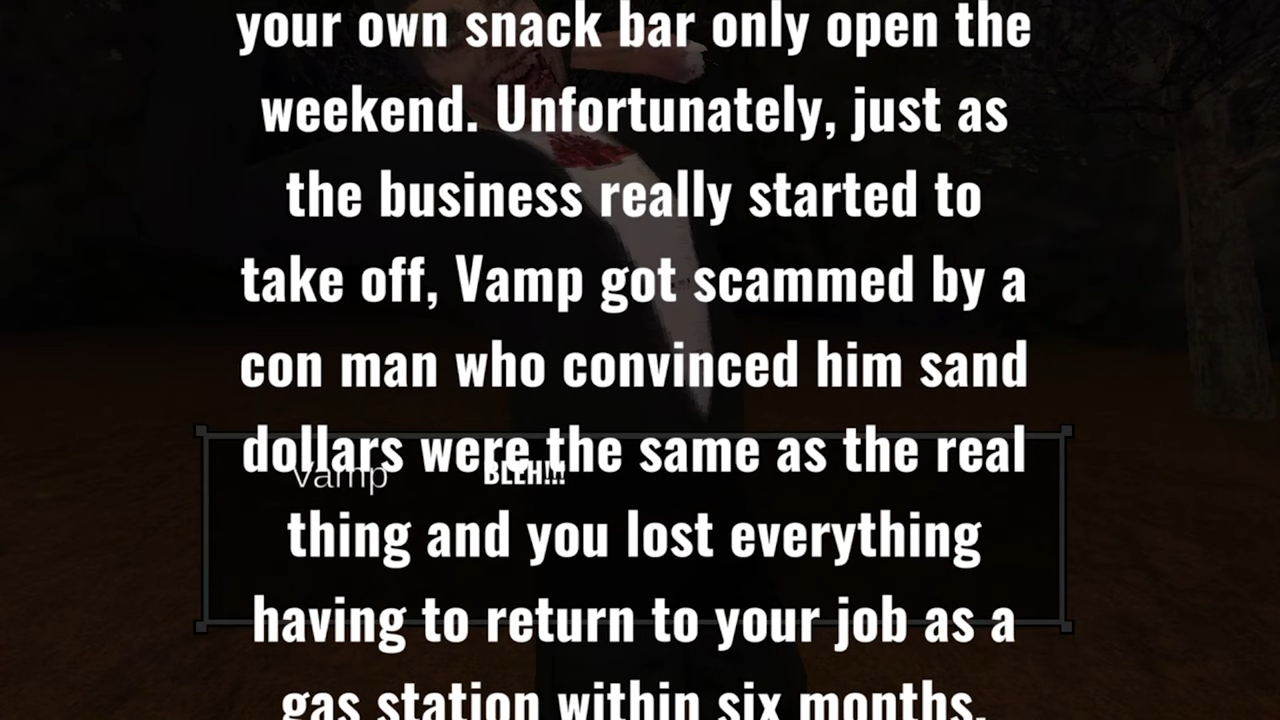 your own snack bar only open the
weekend. Unfortunately, just as
the business really started to
take off, Vamp got scammed by a
con man who convinced him sand
dollars were the same as the real
vamp BLEH!!!
thing and you lost everything
having to return to your job as a
gas station within six months.